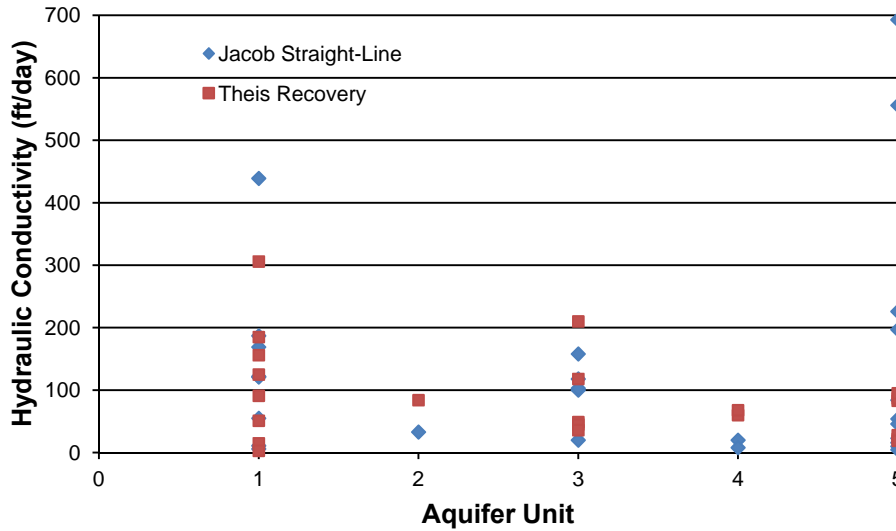 700
600
500
400
300
200
100
0
Hydraulic Conductivity (ft/day)
Jacob Straight-Line
Theis Recovery
0 1 2 3 4 5
Aquifer Unit